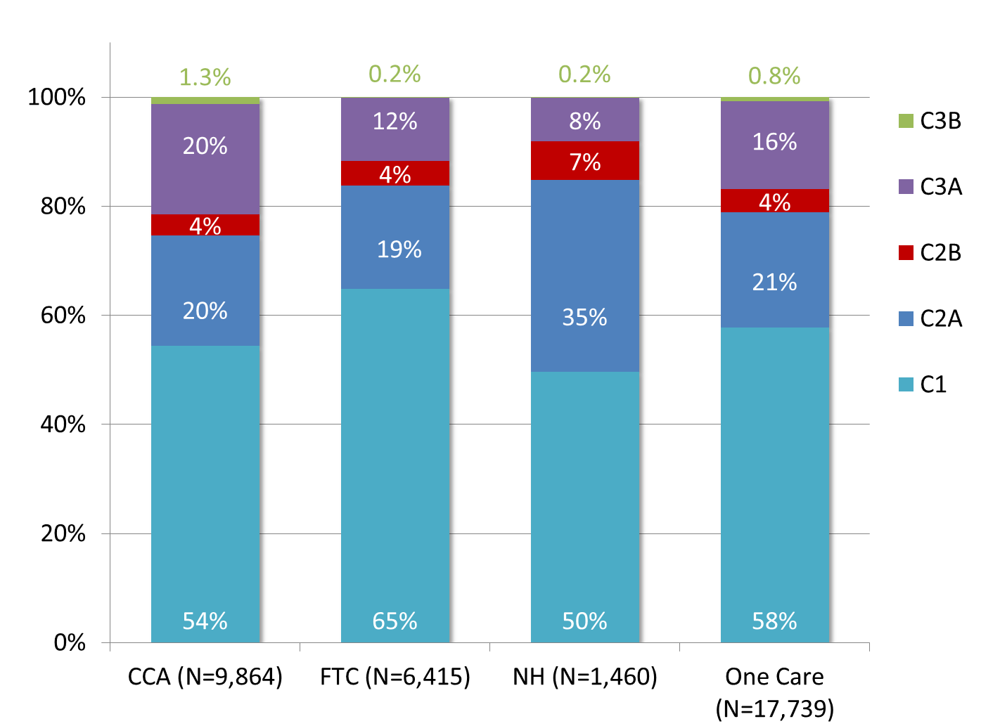 1.3%
0.2%
0.2%
0.8%
100%
80%
60%
40%
20%
0%
20%
4%
20%
54%
12%
4%
19%
65%
8%
7%
35%
50%
16%
4%
21%
58%
CCA (N=9,864)
FTC (N=6,415)
NH (N=1,460)
One Care
(N=17,739)
C3B
C3A
C2B
C2A
C1